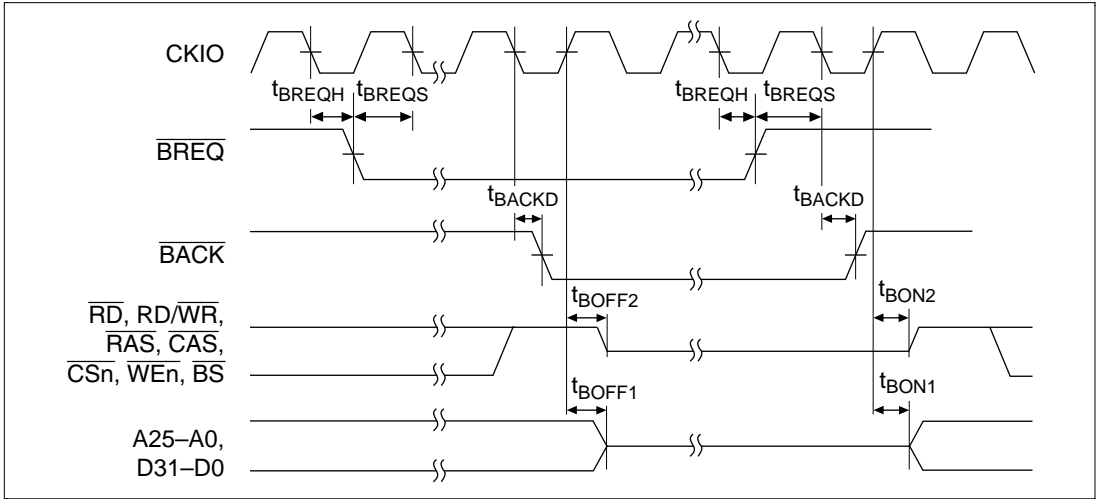 CKIO
tBREQH tBREQS tBREQH tBREQS
BREQ
tBACKD tBACKD
BACK
tBOFF2 tBON2
RD, RD/WR,
RAS, CAS,
CSn, WEn, BS
tBOFF1 tBON1
A25–A0,
D31–D0